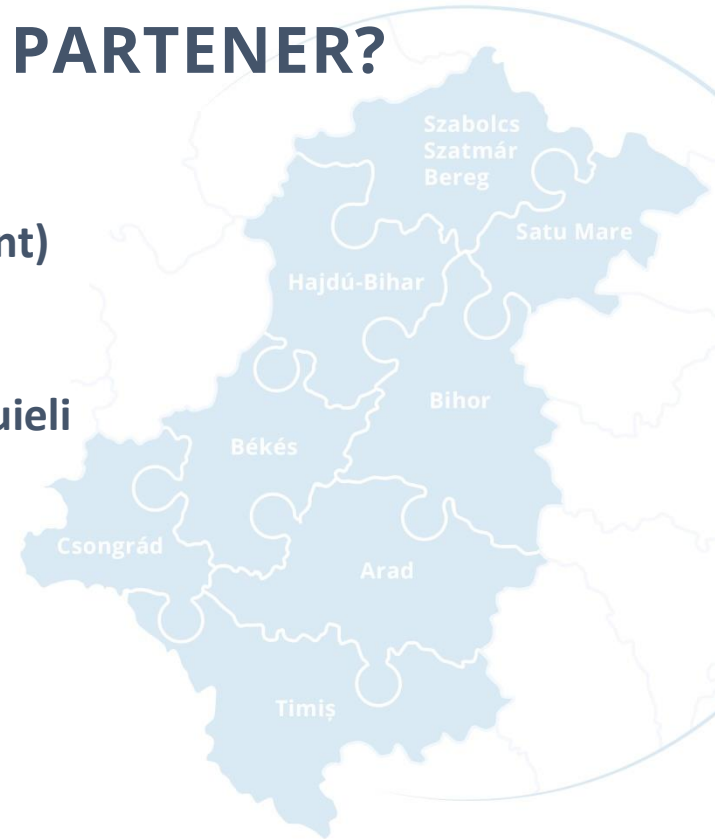 PARTENER?
Szabolcs
Szatmár
Bereg
Satu Mare
nt)
Hajdú-Bihar
Bihor
uieli
Békés
Csongrád
Arad
Timiș